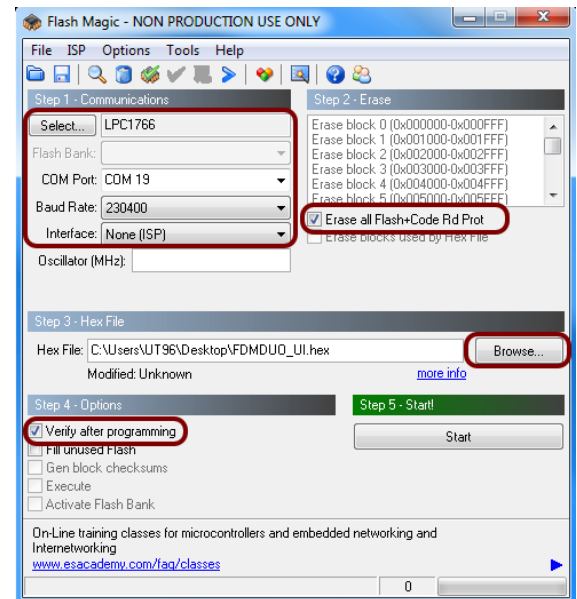 Flash Magic - NON PRODUCTION USE ONLY
File ISP Options Tools Help
Step 1 - Communications
Select... LPC1766
Flash Bank:
COM Port: COM 19
Baud Rate: 230400
Interface: None (ISP)
Oscillator (MHz):
Step 2 - Erase
Erase block 0 (0x000000-0x000FFF)
Erase block 1 (0x001000-0x001FFF)
Erase block 2 (0x002000-0x002FFF)
Erase block 3 (0x003000-0x003FFF)
Erase block 4 (0x004000-0x004FFF)
Erase block 5 (0x005000-0x005FFF)
Erase all Flash+Code Rd Prot
Erase blocks used by Hex File
Step 3 - Hex File
Hex File: C:\Users\UT96\Desktop\FDMDUO_UI.hex Browse...
Modified: Unknown more info
Step 4 - Options
Verify after programming
Fill unused Flash
Gen block checksums
Execute
Activate Flash Bank
Step 5 - Start!
Start
On-Line training classes for microcontrollers and embedded networking and
Internetworking
www.esacademy.com/faq/classes
0